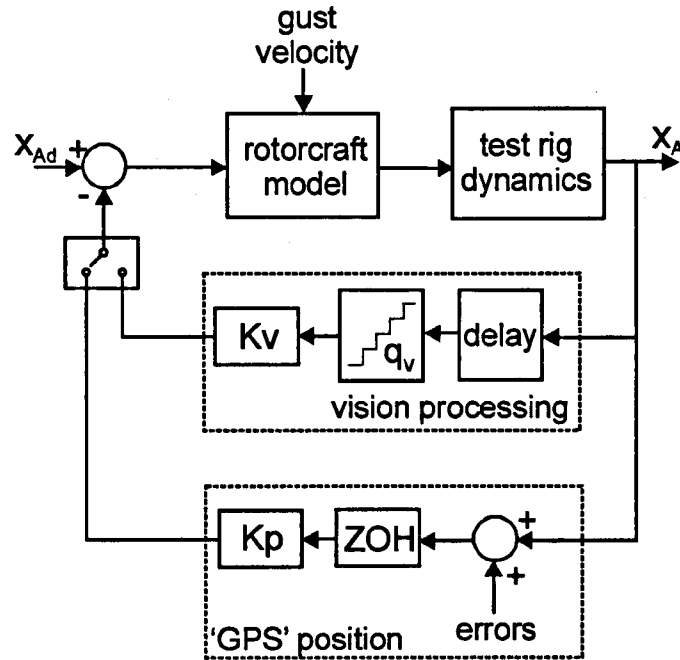 gust
velocity
X_Ad
+
-
rotorcraft
model
test rig
dynamics
X_A
Kv
q_v
delay
vision processing
Kp
ZOH
+
+
errors
'GPS' position